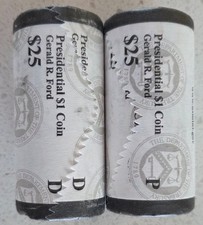 Presidential $1 Coin
Gerald R. Ford
$25
D
D
Presidential $1 Coin
Gerald R. Ford
$25
P